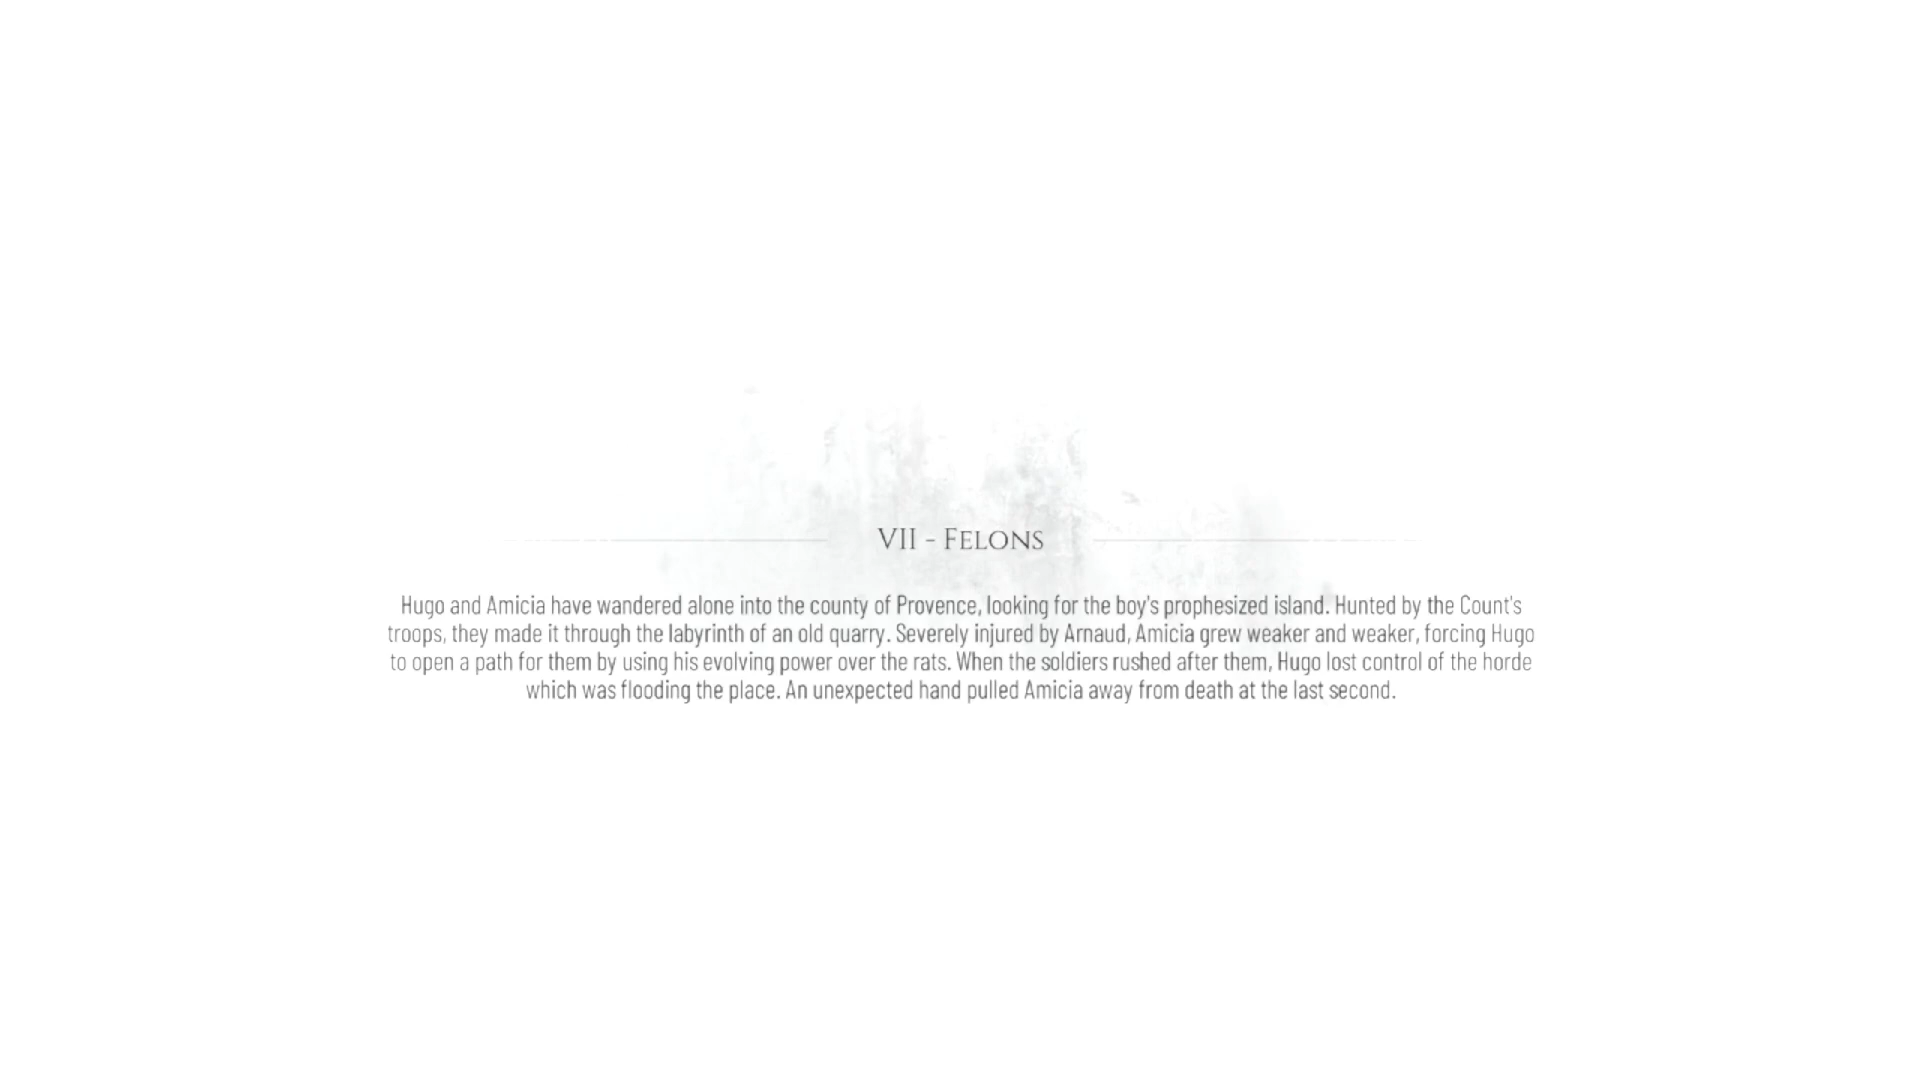 VII - Felons
Hugo and Amicia have wandered alone into the county of Provence, looking for the boy's prophesized island. Hunted by the Count's
troops, they made it through the labyrinth of an old quarry. Severely injured by Arnaud, Amicia grew weaker and weaker, forcing Hugo
to open a path for them by using his evolving power over the rats. When the soldiers rushed after them, Hugo lost control of the horde
which was flooding the place. An unexpected hand pulled Amicia away from death at the last second.